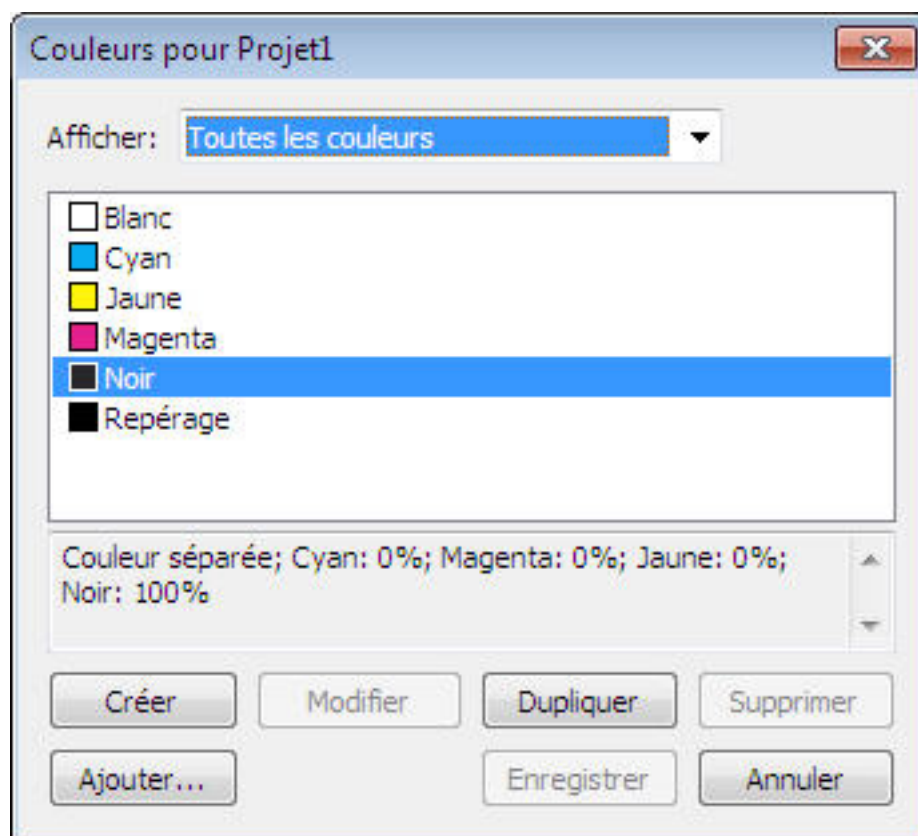 Couleurs pour Projet1
Afficher: Toutes les couleurs
Blanc
Cyan
Jaune
Magenta
Noir
Repérage
Couleur séparée; Cyan: 0%; Magenta: 0%; Jaune: 0%;
Noir: 100%
Créer Modifier Dupliquer Supprimer
Ajouter... Enregistrer Annuler